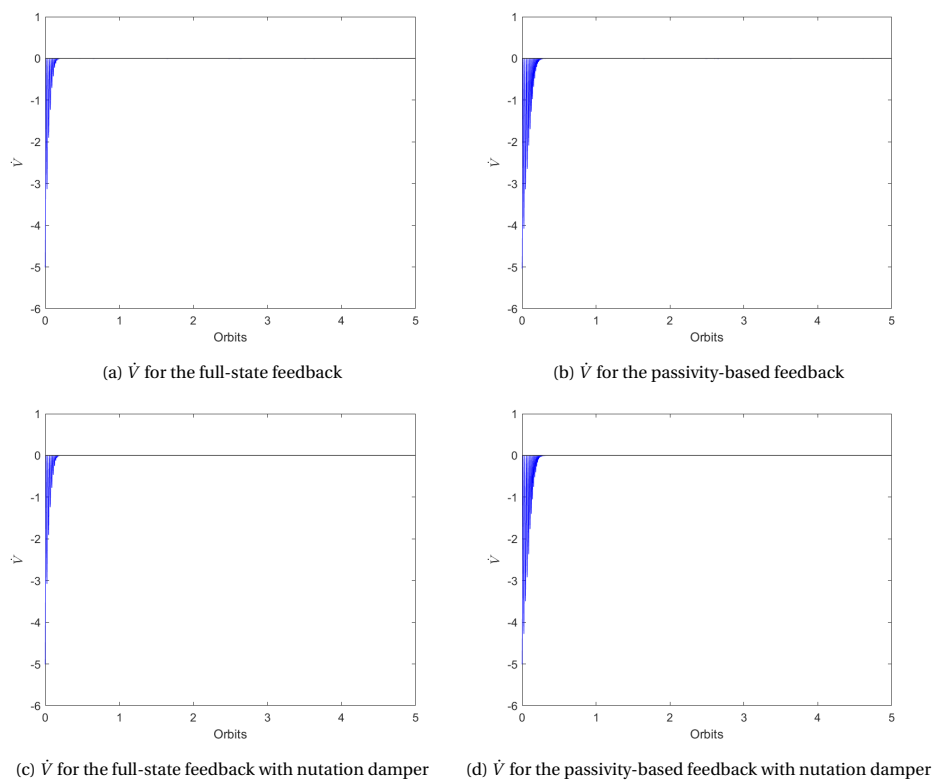 1
0
-1
-2
-3
-4
-5
-6
V̇
0 1 2 3 4 5
Orbits
(a) V̇ for the full-state feedback
1
0
-1
-2
-3
-4
-5
-6
V̇
0 1 2 3 4 5
Orbits
(b) V̇ for the passivity-based feedback
1
0
-1
-2
-3
-4
-5
-6
V̇
0 1 2 3 4 5
Orbits
(c) V̇ for the full-state feedback with nutation damper
1
0
-1
-2
-3
-4
-5
-6
V̇
0 1 2 3 4 5
Orbits
(d) V̇ for the passivity-based feedback with nutation damper